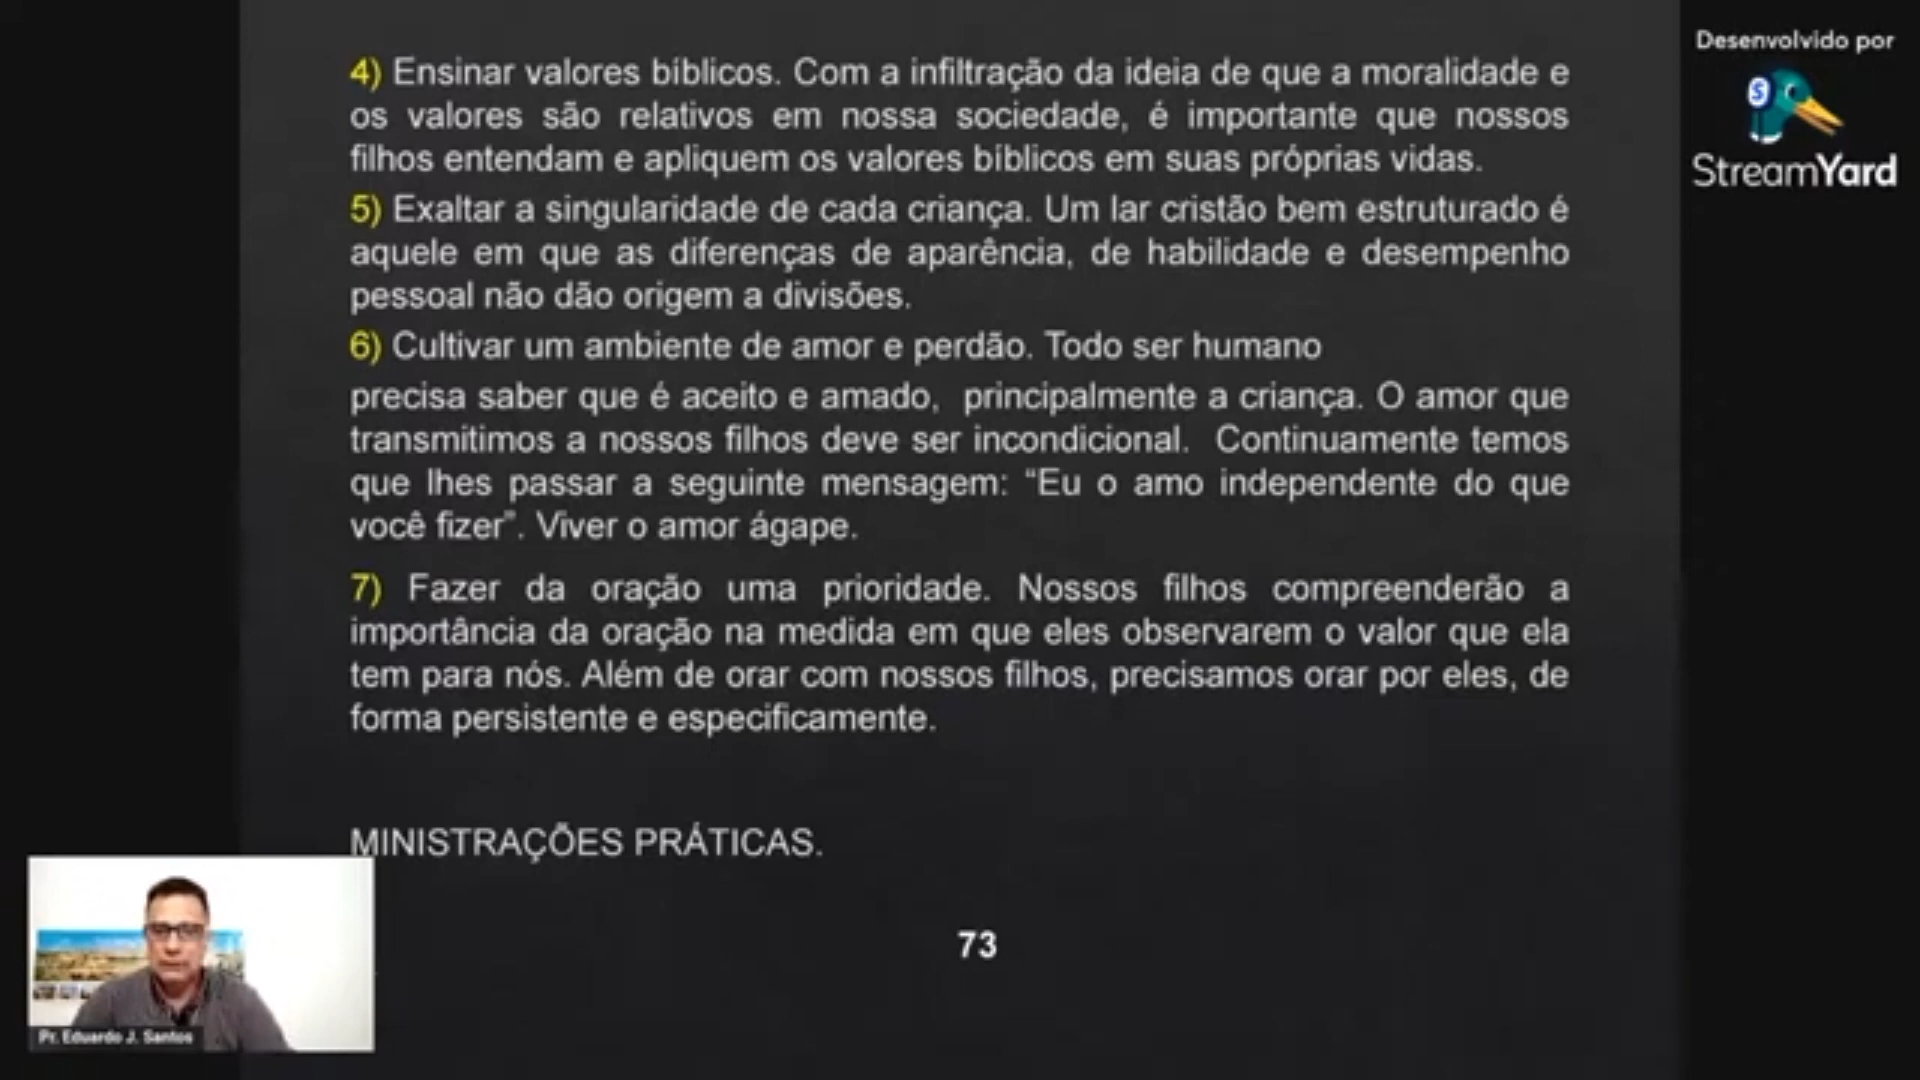 4) Ensinar valores bíblicos. Com a infiltração da ideia de que a moralidade e
os valores são relativos em nossa sociedade, é importante que nossos
filhos entendam e apliquem os valores bíblicos em suas próprias vidas.
5) Exaltar a singularidade de cada criança. Um lar cristão bem estruturado é
aquele em que as diferenças de aparência, de habilidade e desempenho
pessoal não dão origem a divisões.
6) Cultivar um ambiente de amor e perdão. Todo ser humano
precisa saber que é aceito e amado, principalmente a criança. O amor que
transmitimos a nossos filhos deve ser incondicional. Continuamente temos
que lhes passar a seguinte mensagem: “Eu o amo independente do que
você fizer”. Viver o amor ágape.
7) Fazer da oração uma prioridade. Nossos filhos compreenderão a
importância da oração na medida em que eles observarem o valor que ela
tem para nós. Além de orar com nossos filhos, precisamos orar por eles, de
forma persistente e especificamente.
MINISTRAÇÕES PRÁTICAS.
73
Pr. Eduardo J. Santos
Desenvolvido por
S
StreamYard